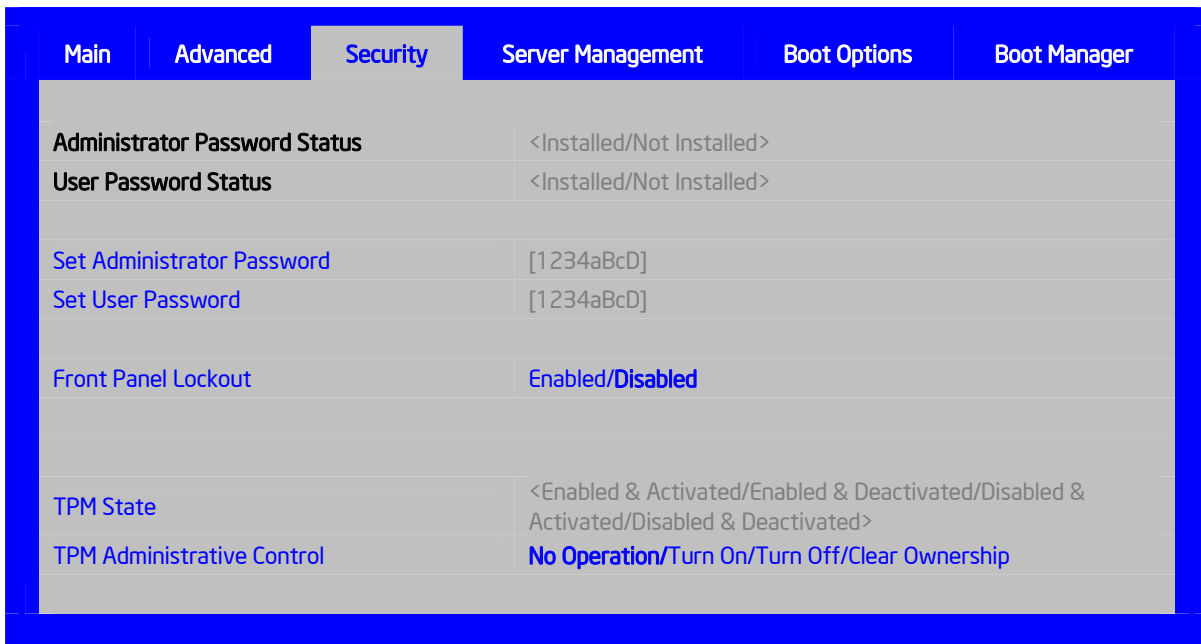 Main Advanced Security Server Management Boot Options Boot Manager
Administrator Password Status <Installed/Not Installed>
User Password Status <Installed/Not Installed>
Set Administrator Password [1234aBcD]
Set User Password [1234aBcD]
Front Panel Lockout Enabled/Disabled
TPM State <Enabled & Activated/Enabled & Deactivated/Disabled &
Activated/Disabled & Deactivated>
TPM Administrative Control No Operation/Turn On/Turn Off/Clear Ownership